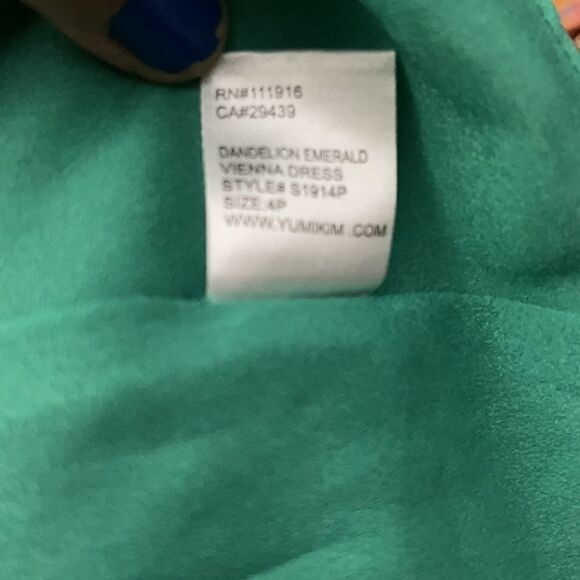 RN#111916
CA#29439
DANDELION EMERALD
VIENNA DRESS
STYLE# S1914P
SIZE:4P
WWW.YUMIKIM.COM